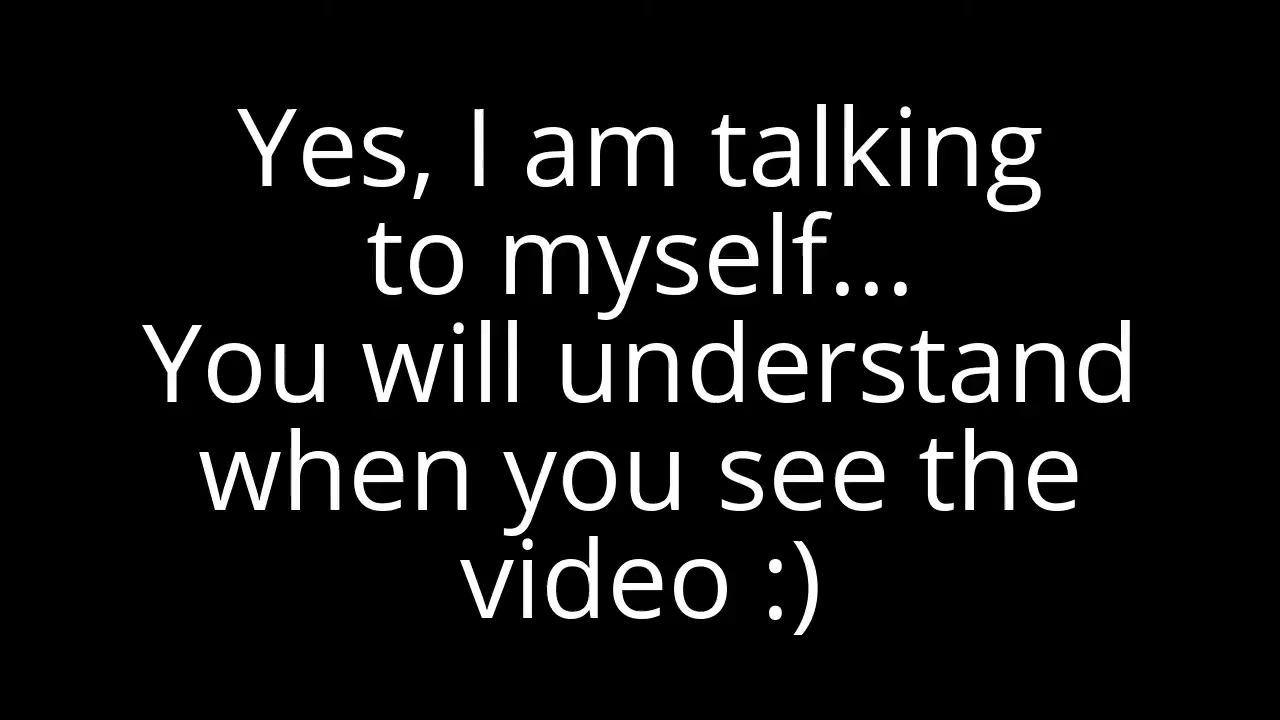 Yes, I am talking
to myself...
You will understand
when you see the
video :)